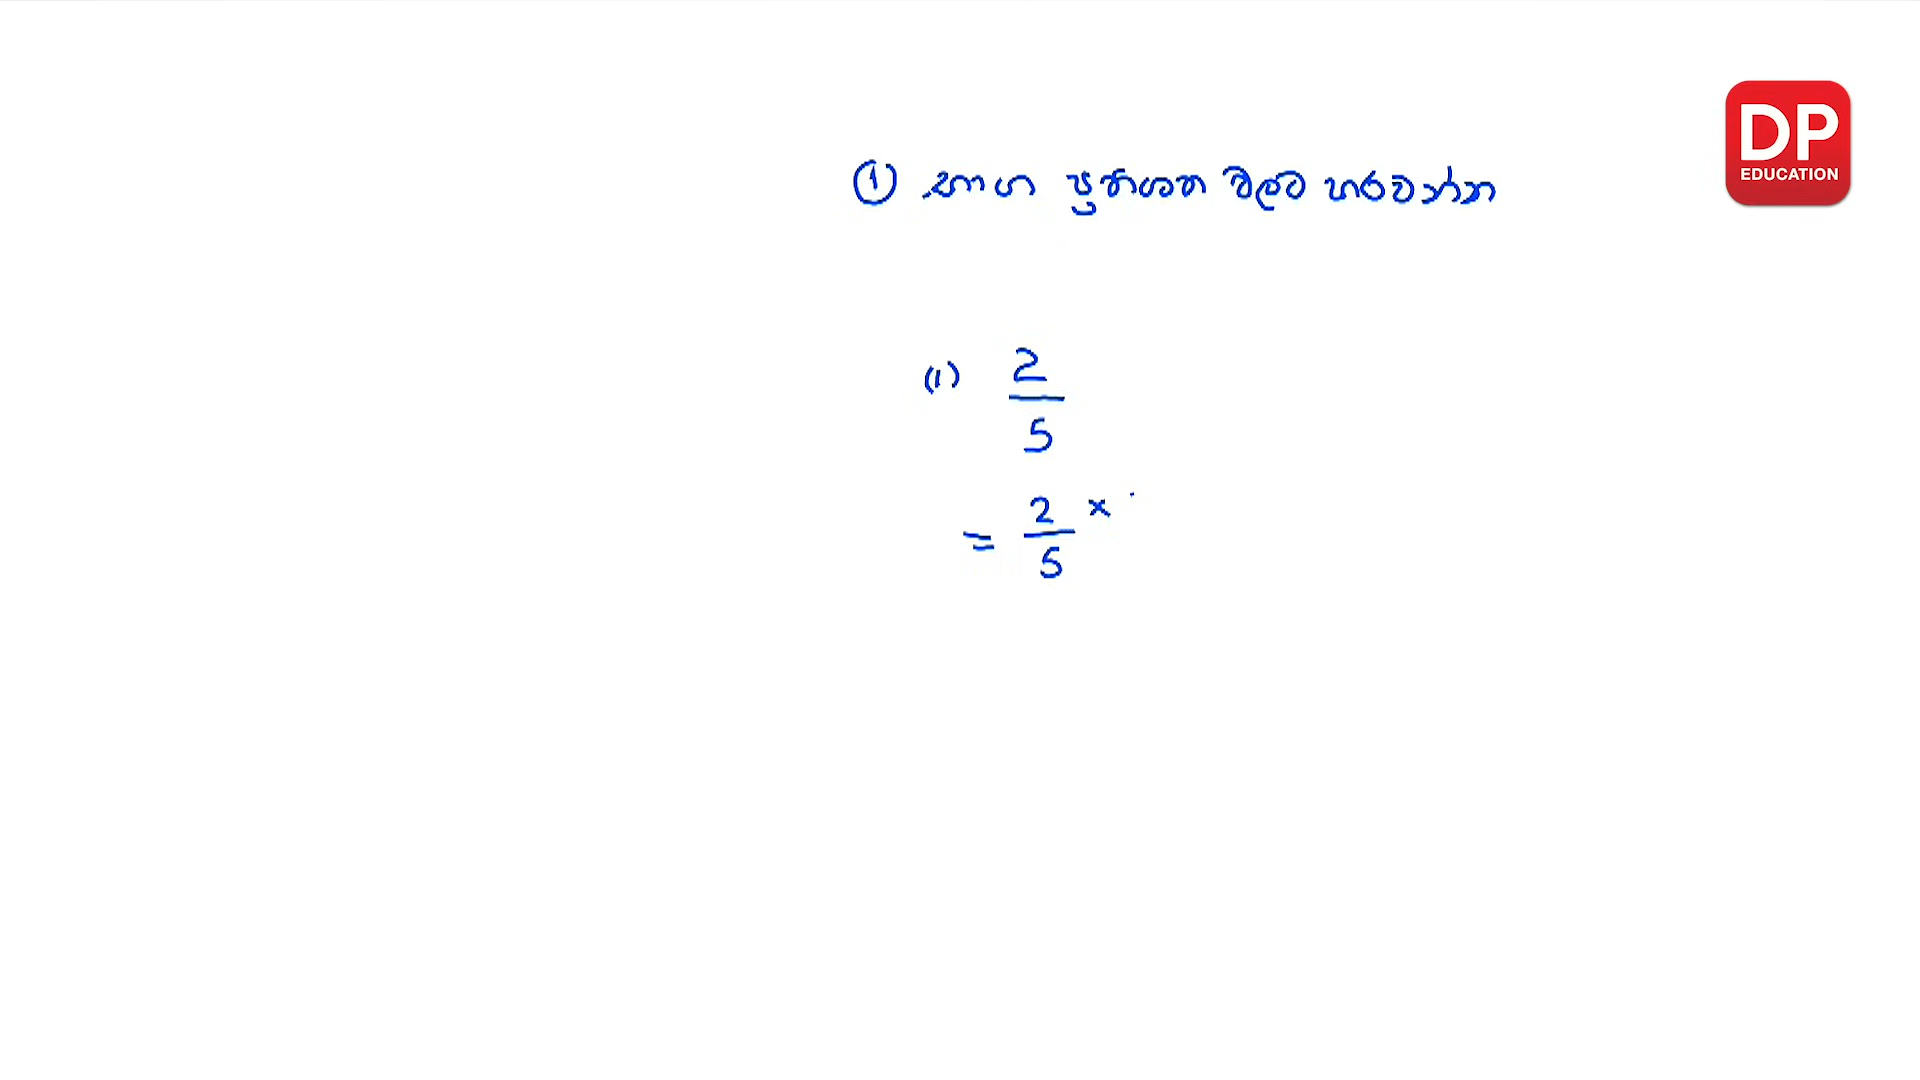 ① භාග ප්‍රතිශත වලට හරවන්න
DP
EDUCATION
(i) 2
5
= 2 ×
5